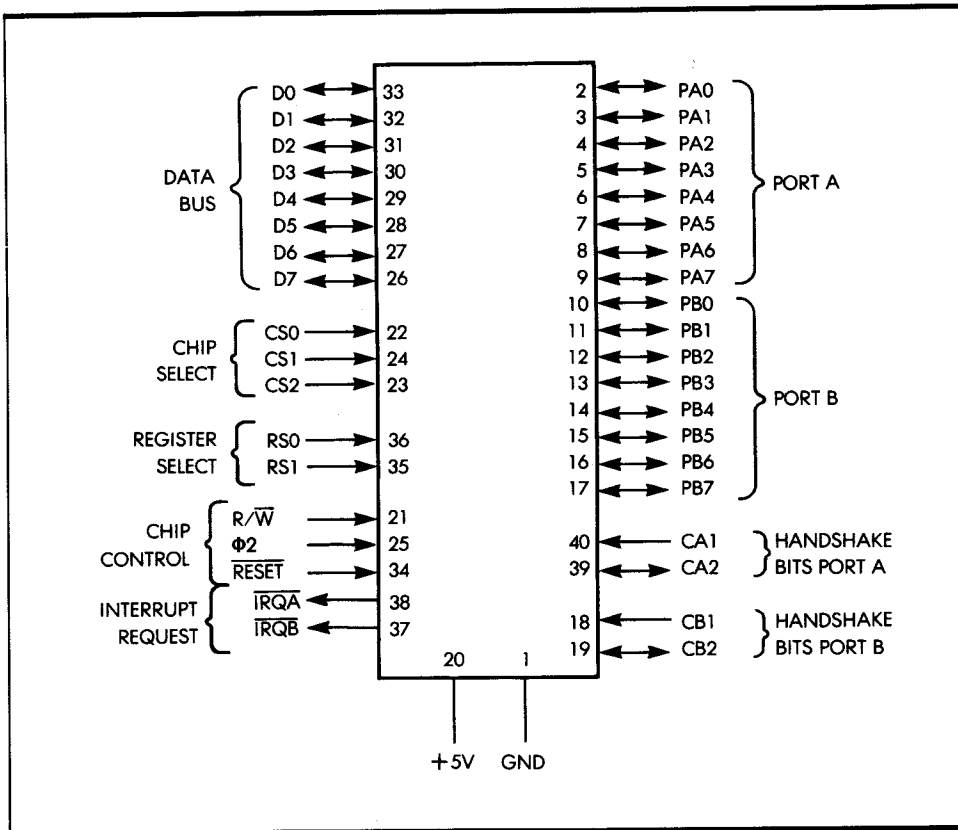 D0 33 2 PA0
D1 32 3 PA1
D2 31 4 PA2
D3 30 5 PA3
DATA
BUS
D4 29 6 PA4
PORT A
D5 28 7 PA5
D6 27 8 PA6
D7 26 9 PA7
10 PB0
CS0 22 11 PB1
CHIP
SELECT
CS1 24 12 PB2
CS2 23 13 PB3
14 PB4
PORT B
REGISTER
SELECT
RS0 36 15 PB5
RS1 35 16 PB6
17 PB7
CHIP
CONTROL
R/W̅ 21
Φ2 25 40 CA1
R̅E̅S̅E̅T̅ 34 39 CA2
HANDSHAKE
BITS PORT A
INTERRUPT
REQUEST
I̅R̅Q̅A̅ 38
I̅R̅Q̅B̅ 37 18 CB1
19 CB2
HANDSHAKE
BITS PORT B
20 1
+5V GND